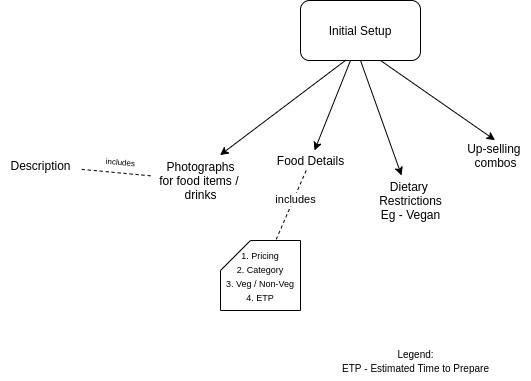 Initial Setup
Description
includes
Photographs
for food items /
drinks
Food Details
includes
Dietary
Restrictions
Eg - Vegan
Up-selling
combos
1. Pricing
2. Category
3. Veg / Non-Veg
4. ETP
Legend:
ETP - Estimated Time to Prepare